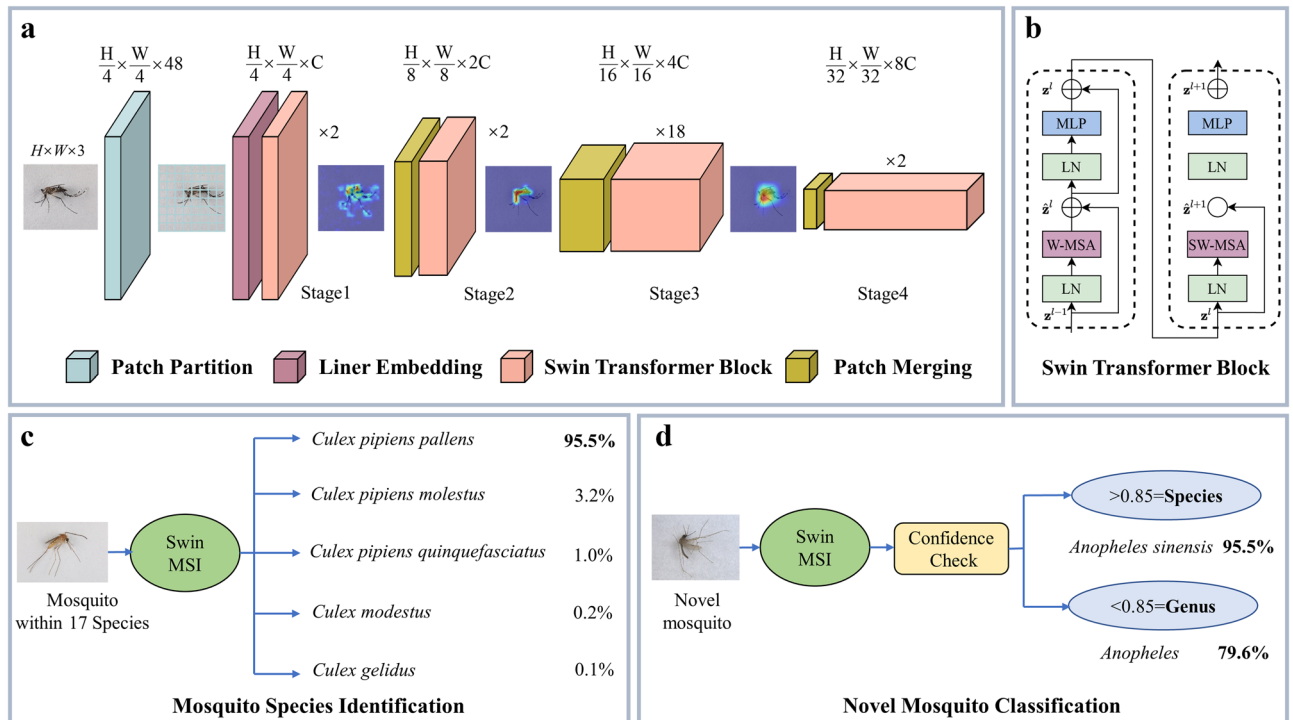 a
H/4 × W/4 × 48
H/4 × W/4 × C
H/8 × W/8 × 2C
H/16 × W/16 × 4C
H/32 × W/32 × 8C
H×W×3
×2
×2
×18
×2
Stage1
Stage2
Stage3
Stage4
Patch Partition
Liner Embedding
Swin Transformer Block
Patch Merging
b
z^l
MLP
LN
ẑ^l
W-MSA
LN
z^{l−1}
z^{l+1}
MLP
LN
ẑ^{l+1}
SW-MSA
LN
z^l
Swin Transformer Block
c
Mosquito
within 17 Species
Swin
MSI
Culex pipiens pallens 95.5%
Culex pipiens molestus 3.2%
Culex pipiens quinquefasciatus 1.0%
Culex modestus 0.2%
Culex gelidus 0.1%
Mosquito Species Identification
d
Novel
mosquito
Swin
MSI
Confidence
Check
>0.85=Species
Anopheles sinensis 95.5%
<0.85=Genus
Anopheles 79.6%
Novel Mosquito Classification